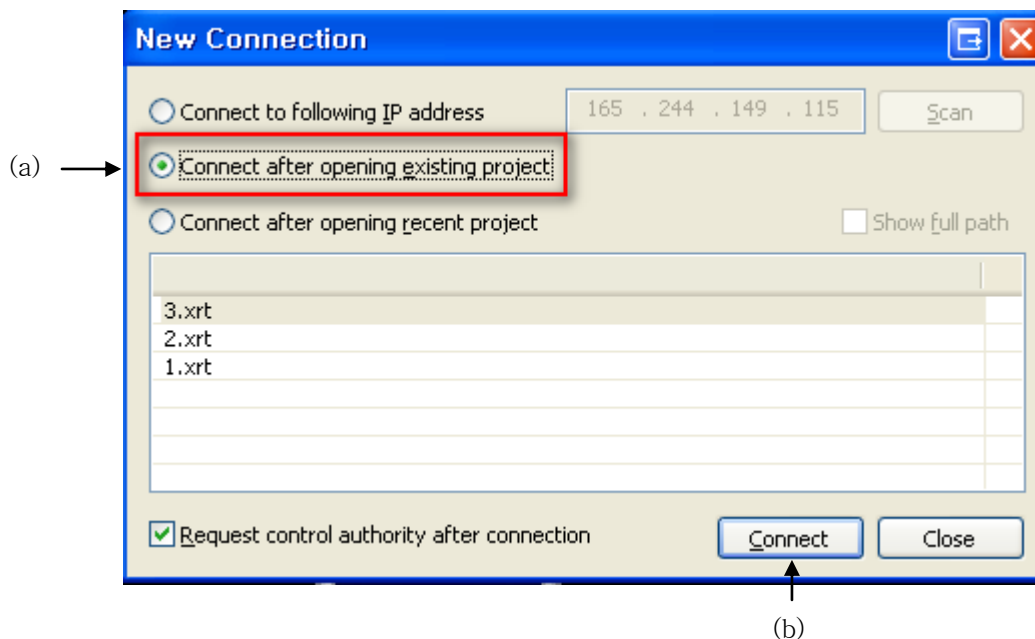 New Connection
Connect to following IP address 165 . 244 . 149 . 115 Scan
(a) Connect after opening existing project
Connect after opening recent project Show full path
3.xrt
2.xrt
1.xrt
Request control authority after connection Connect Close
(b)